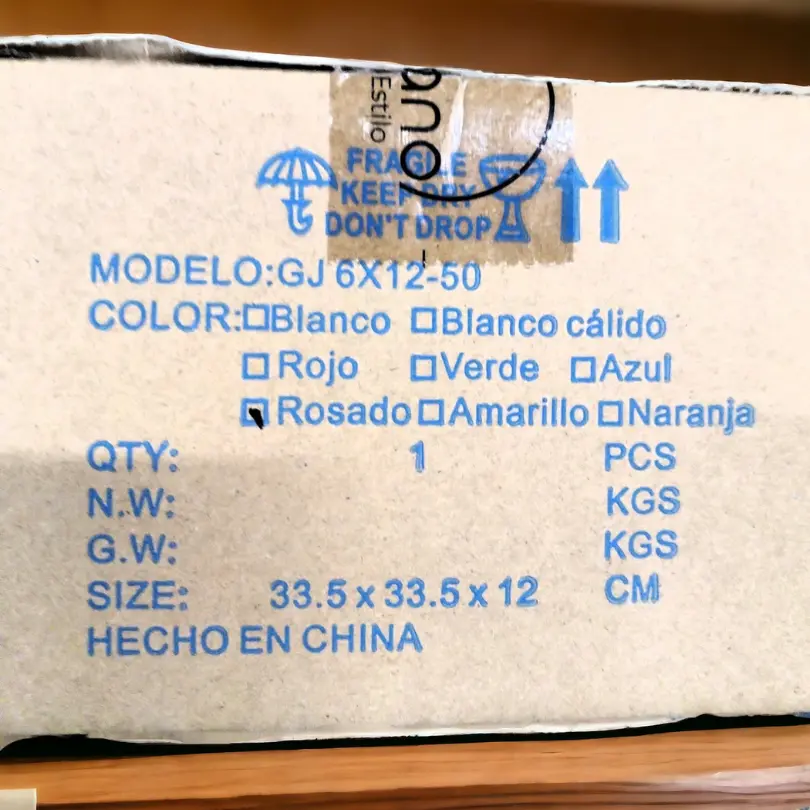 ano
Estilo
FRAGILE
KEEP DRY
DON'T DROP
MODELO:GJ 6X12-50
COLOR:□Blanco □Blanco cálido
□Rojo □Verde □Azul
☑Rosado □Amarillo □Naranja
QTY: 1 PCS
N.W: KGS
G.W: KGS
SIZE: 33.5 x 33.5 x 12 CM
HECHO EN CHINA